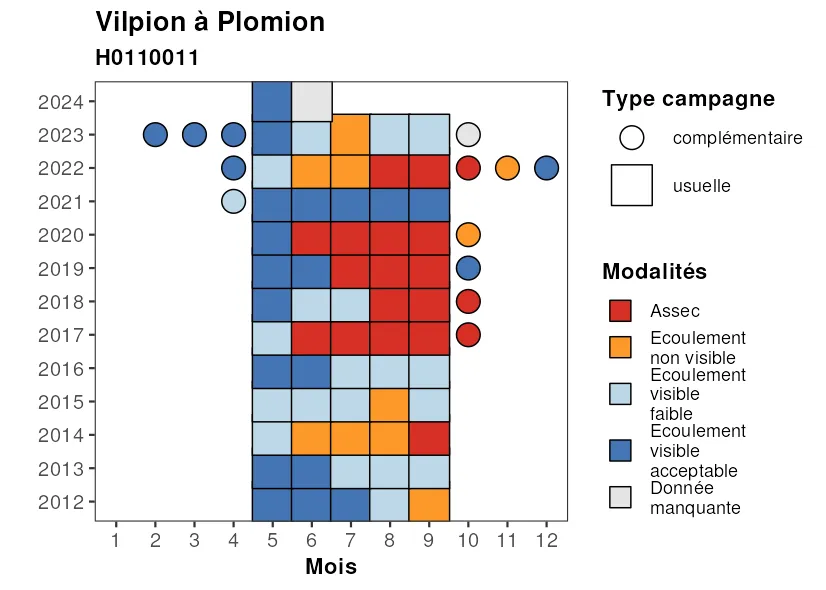 Vilpion à Plomion
H0110011
2024
2023
2022
2021
2020
2019
2018
2017
2016
2015
2014
2013
2012
1 2 3 4 5 6 7 8 9 10 11 12
Mois
Type campagne
complémentaire
usuelle
Modalités
Assec
Ecoulement
non visible
Ecoulement
visible
faible
Ecoulement
visible
acceptable
Donnée
manquante